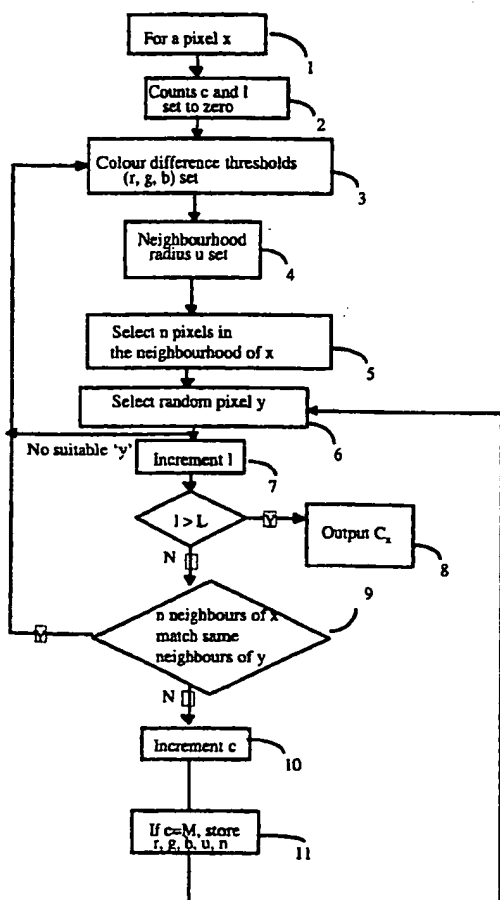 For a pixel x
1
Counts c and l
set to zero
2
Colour difference thresholds
(r, g, b) set
3
Neighbourhood
radius u set
4
Select n pixels in
the neighbourhood of x
5
Select random pixel y
6
No suitable 'y'
Increment l
7
l > L
Y
Output Cx
8
N
9
n neighbours of x
match same
neighbours of y
Y
N
Increment c
10
If c=M, store
r, g, b, u, n
11